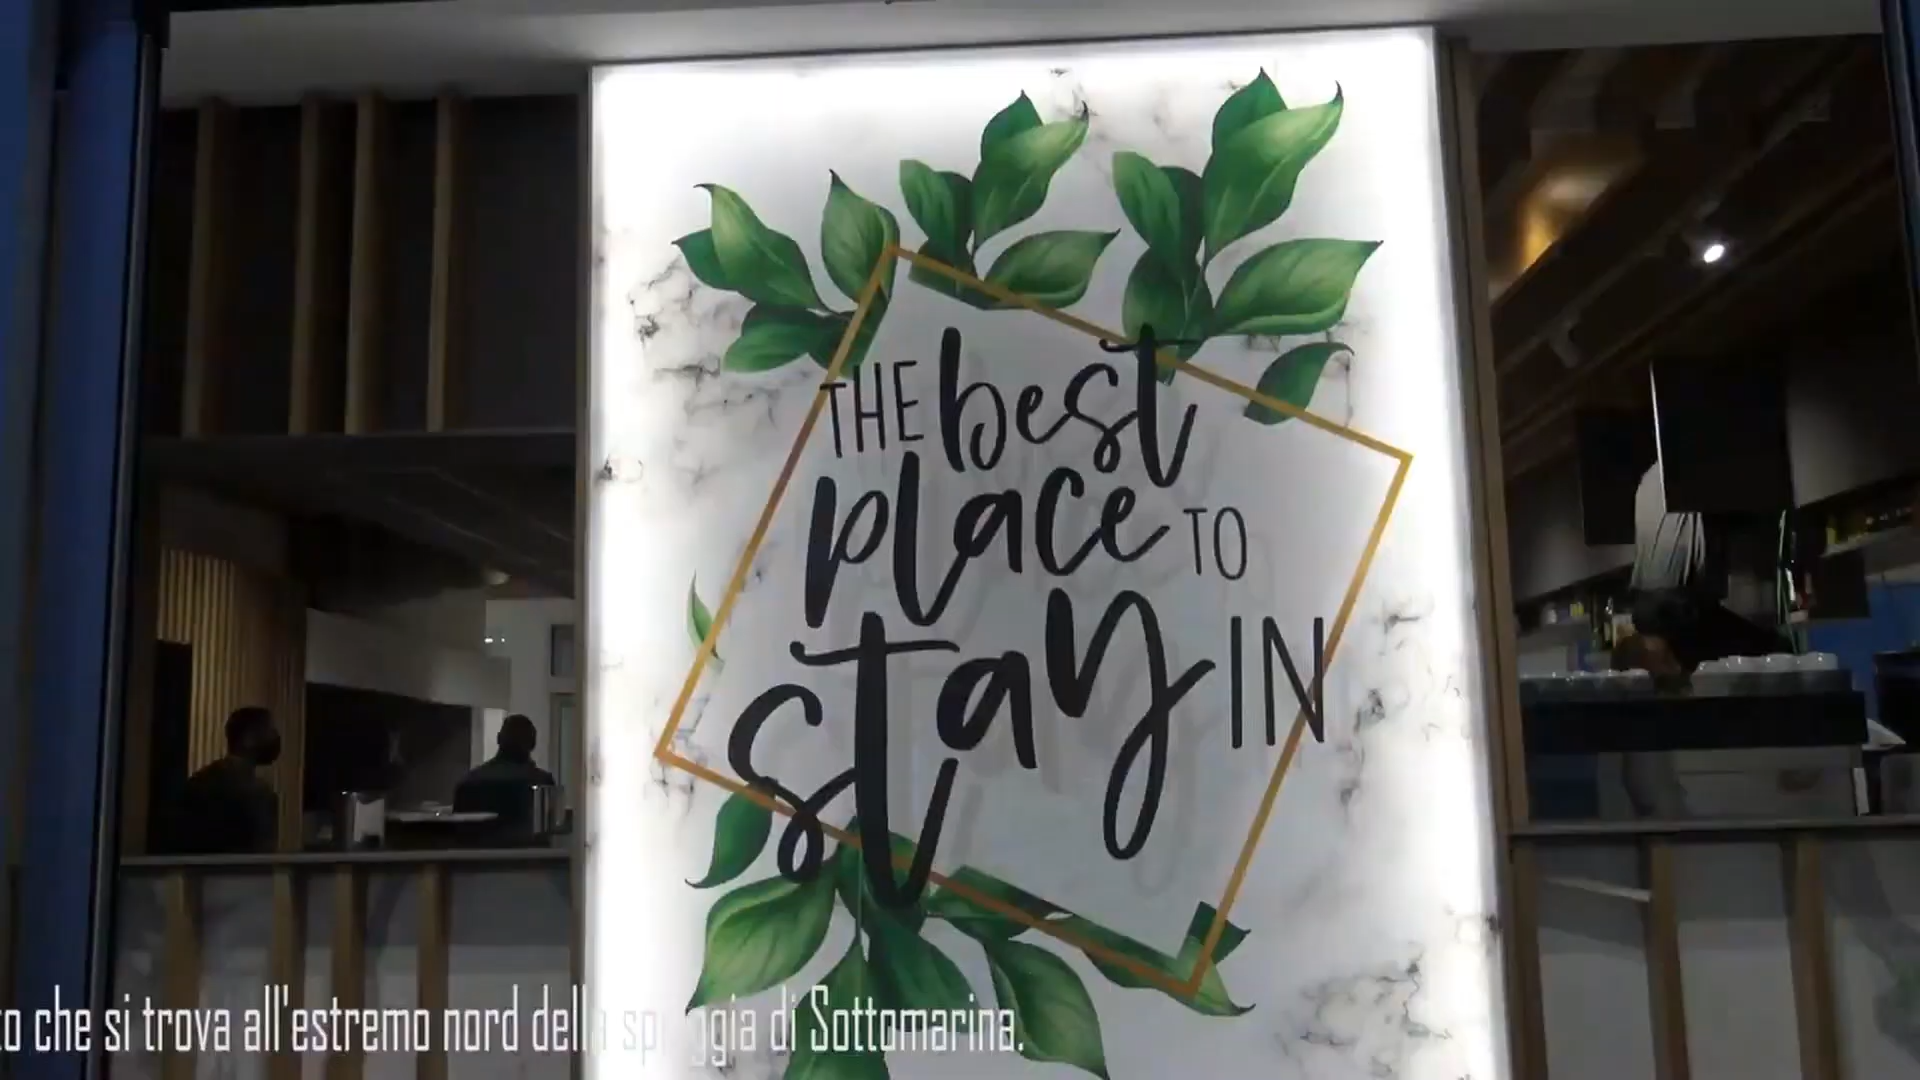 THE best
place TO
stay IN
che si trova all'estremo nord della spiaggia di Sottomarina.